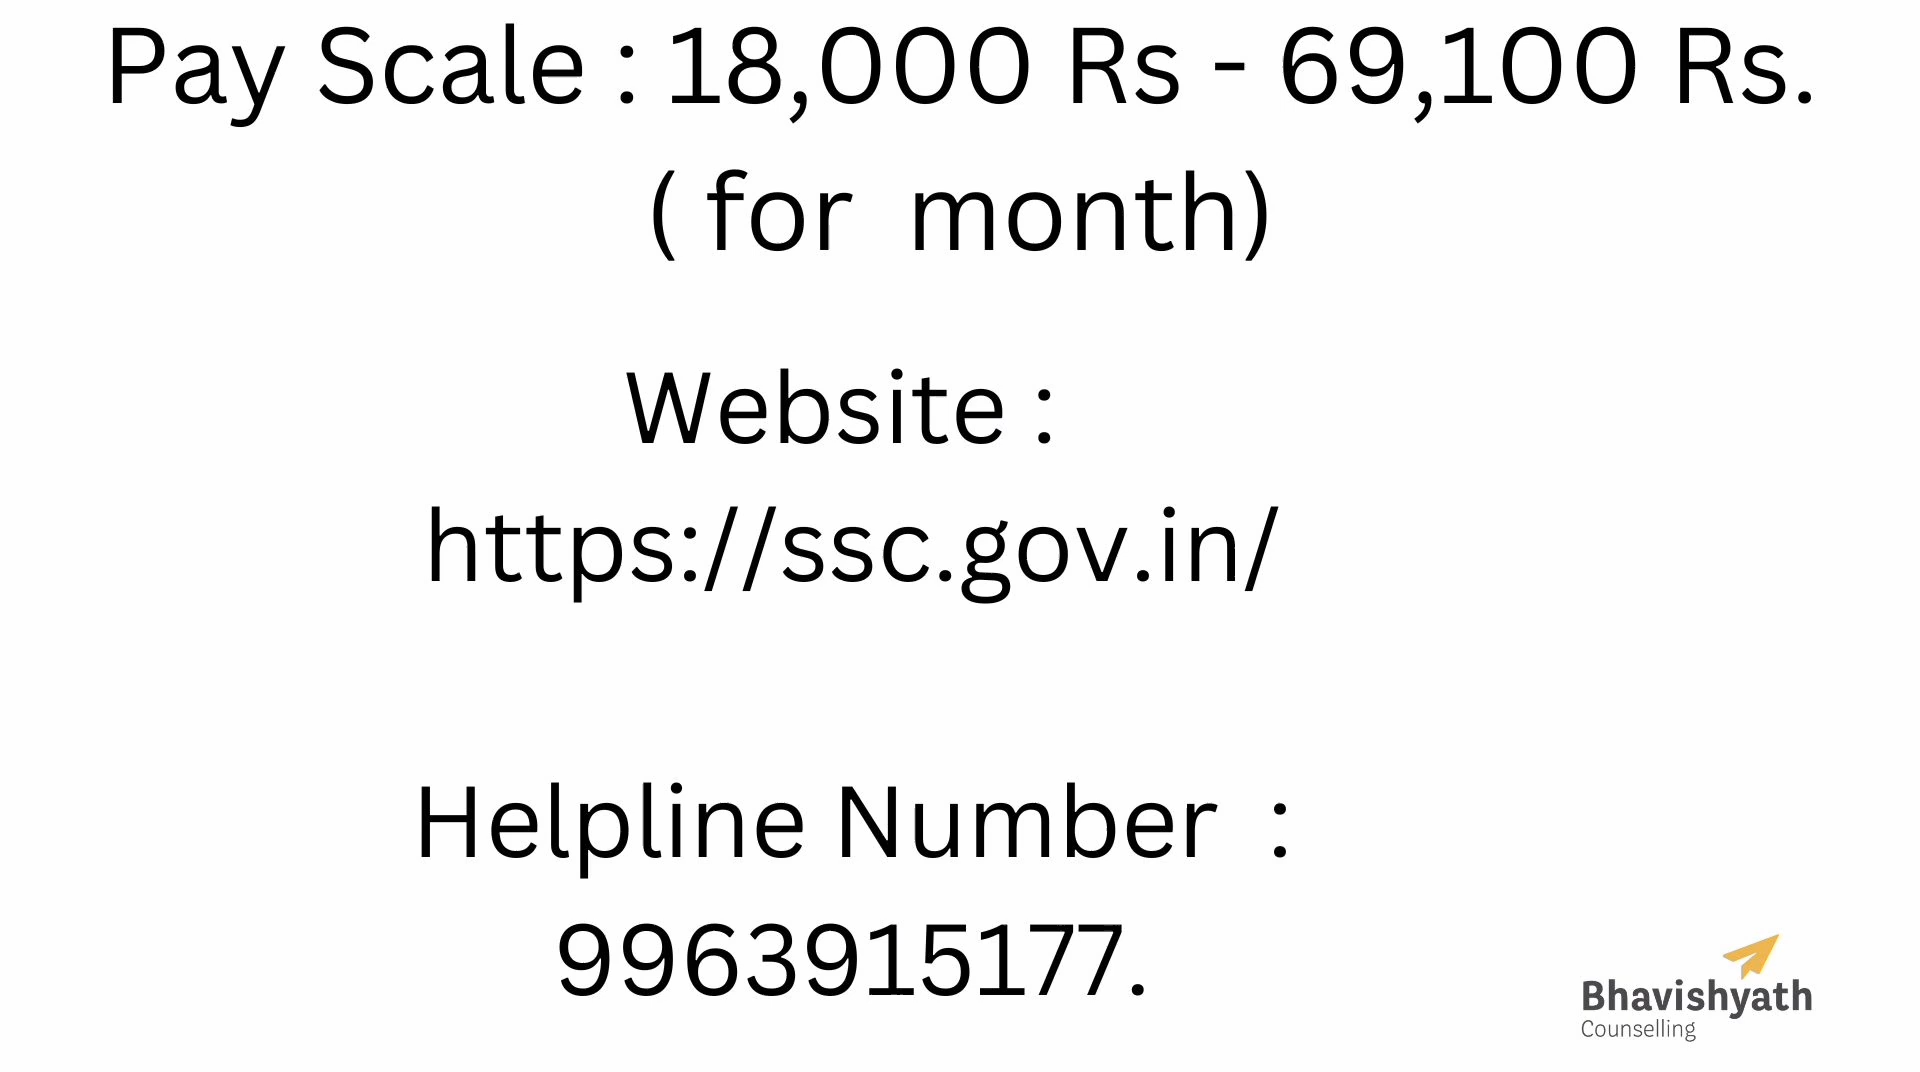 Pay Scale : 18,000 Rs - 69,100 Rs.
( for  month)
Website :
https://ssc.gov.in/
Helpline Number  :
9963915177.
Bhavishyath
Counselling